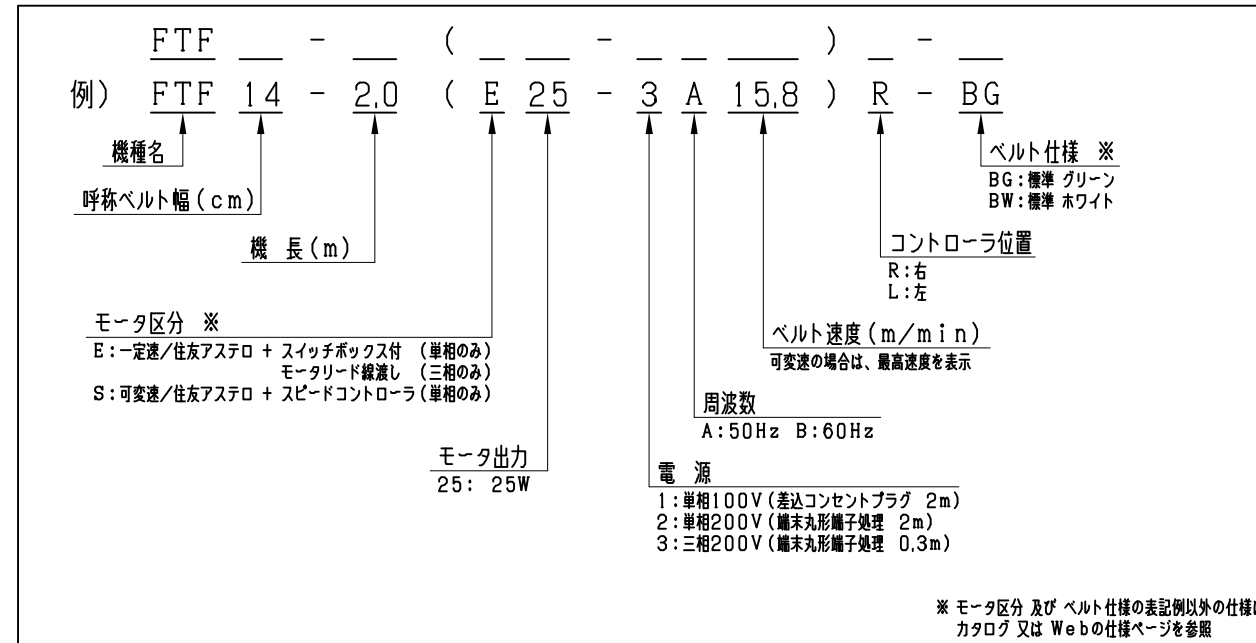 FTF - ( - ) -
例) FTF 14 - 2.0 ( E 25 - 3 A 15.8 ) R - BG
機種名
呼称ベルト幅(cm)
機 長(m)
モータ区分 ※
E:一定速/住友アステロ + スイッチボックス付 (単相のみ)
モータリード線渡し (三相のみ)
S:可変速/住友アステロ + スピードコントローラ(単相のみ)
モータ出力
25: 25W
電 源
1:単相100V(差込コンセントプラグ 2m)
2:単相200V(端末丸形端子処理 2m)
3:三相200V(端末丸形端子処理 0.3m)
周波数
A:50Hz B:60Hz
ベルト速度(m/min)
可変速の場合は、最高速度を表示
コントローラ位置
R:右
L:左
ベルト仕様 ※
BG:標準 グリーン
BW:標準 ホワイト
※ モータ区分 及び ベルト仕様の表記例以外の仕様
カタログ 又は Webの仕様ページを参照